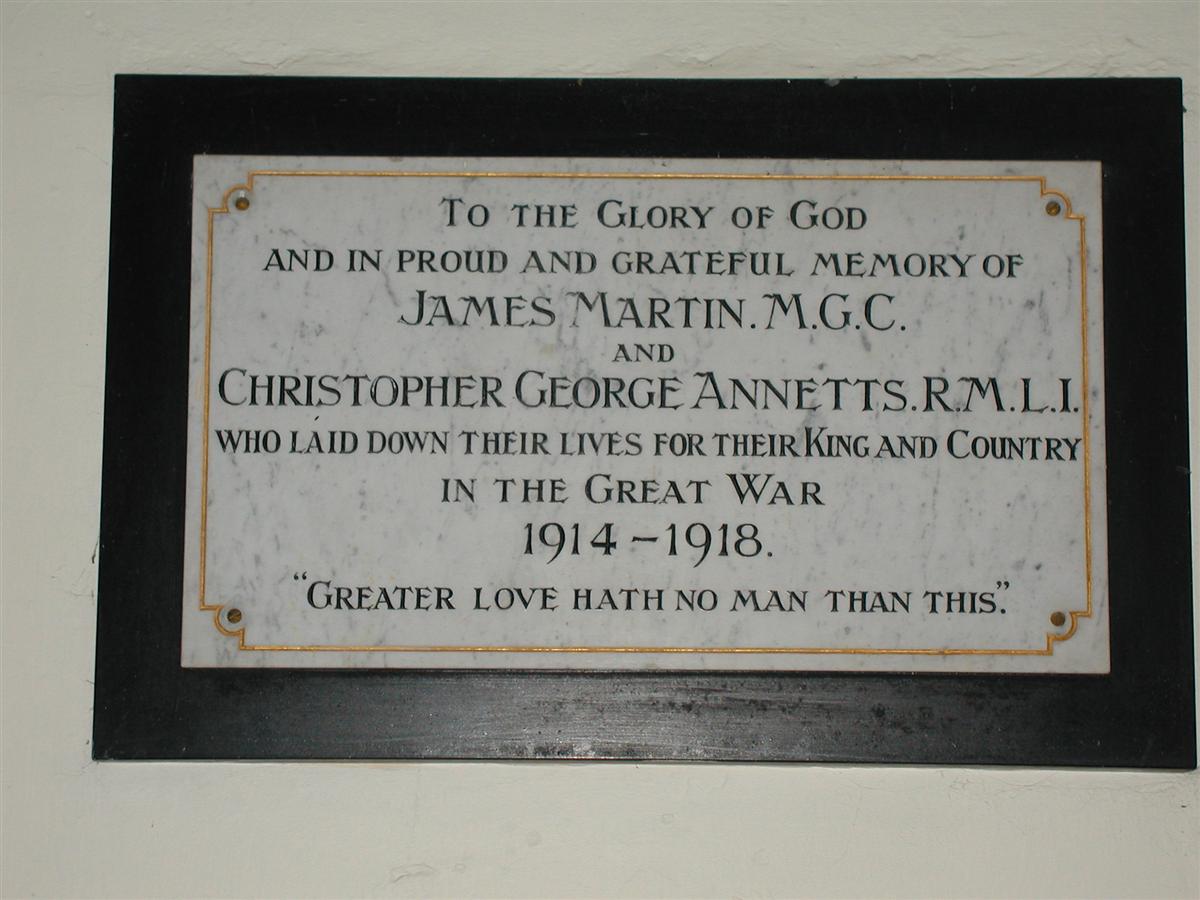 To the Glory of God
and in proud and grateful memory of
James Martin. M.G.C.
and
Christopher George Annetts. R.M.L.I.
who laid down their lives for their King and Country
in the Great War
1914 – 1918.
"Greater love hath no man than this."